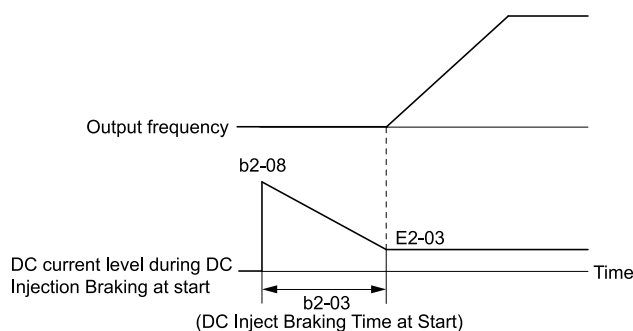 Output frequency
b2-08
E2-03
DC current level during DC
Injection Braking at start
Time
b2-03
(DC Inject Braking Time at Start)